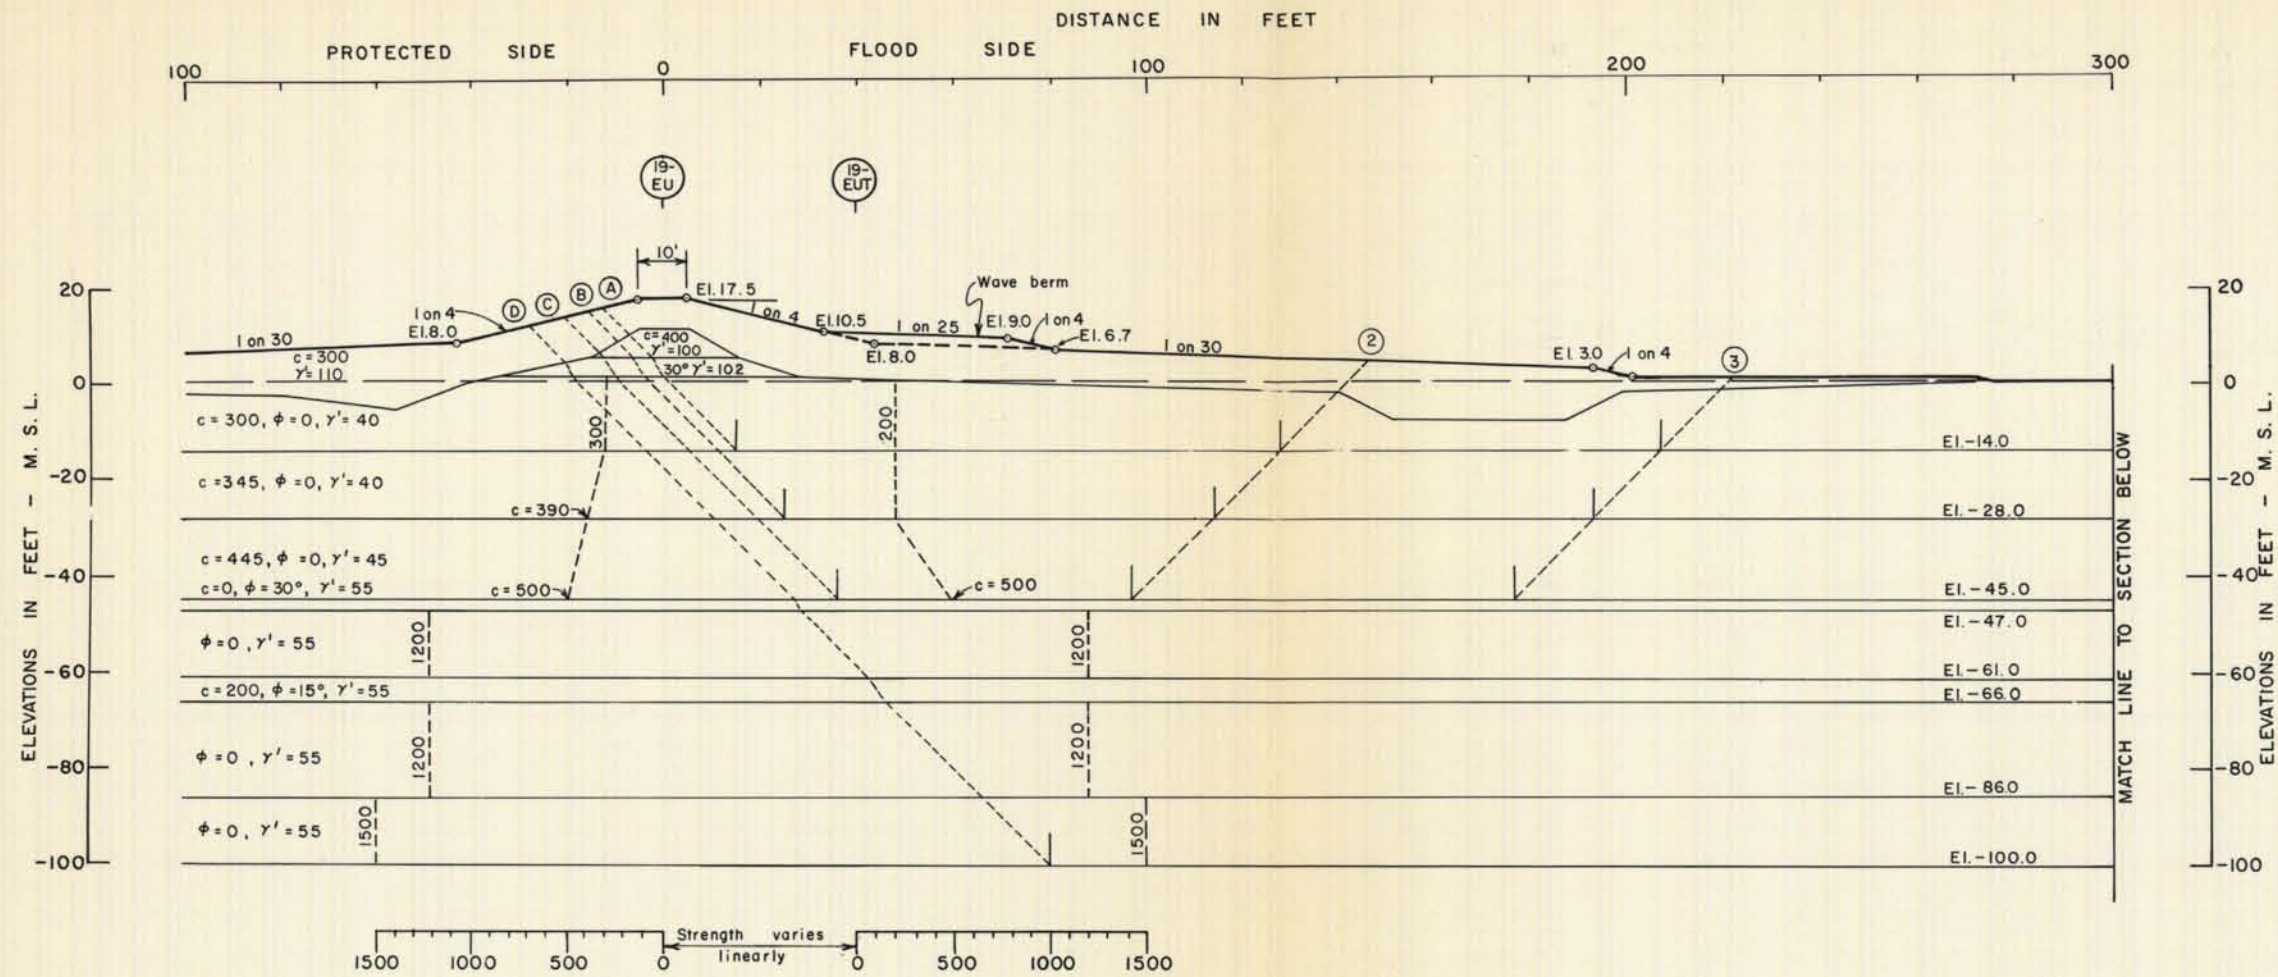 DISTANCE IN FEET
PROTECTED SIDE
FLOOD SIDE
100 0 100 200 300
19-EU
19-EUT
10'
El. 17.5
Wave berm
20
20
D C B A
1 on 4
El.8.0
1 on 4
El.10.5
1 on 25
El.9.0
1 on 4
El.6.7
1 on 30
c=300
γ'=110
c=400
γ'=100
30° γ'=102
El.8.0
1 on 30
2
El 3.0
1 on 4
3
0
0
c=300, ϕ=0, γ'=40
300
200
El.-14.0
-20
-20
c=345, ϕ=0, γ'=40
c=390
El.-28.0
c=445, ϕ=0, γ'=45
-40
-40
c=0, ϕ=30°, γ'=55
c=500
c=500
El.-45.0
El.-47.0
ϕ=0, γ'=55
1200
1200
-60
-60
El.-61.0
c=200, ϕ=15°, γ'=55
El.-66.0
ϕ=0, γ'=55
1200
1200
-80
-80
El.-86.0
ϕ=0, γ'=55
1500
1500
-100
-100
El.-100.0
ELEVATIONS IN FEET - M. S. L.
MATCH LINE TO SECTION BELOW
ELEVATIONS IN FEET - M. S. L.
Strength varies
linearly
1500 1000 500 0 0 500 1000 1500